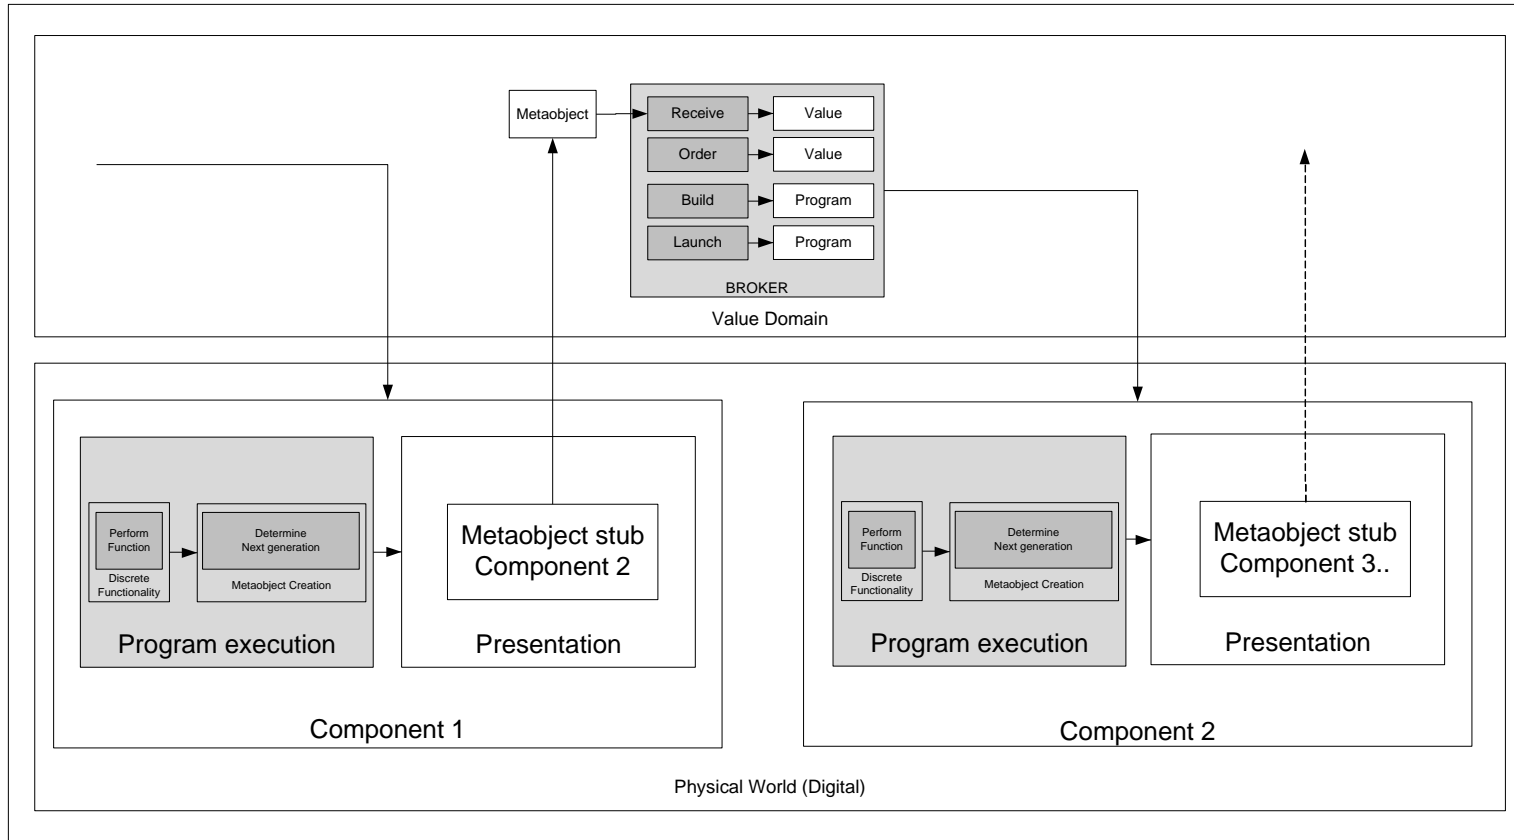 Metaobject
Receive
Value
Order
Value
Build
Program
Launch
Program
BROKER
Value Domain
Perform
Function
Discrete
Functionality
Determine
Next generation
Metaobject Creation
Program execution
Metaobject stub
Component 2
Presentation
Component 1
Perform
Function
Discrete
Functionality
Determine
Next generation
Metaobject Creation
Program execution
Metaobject stub
Component 3..
Presentation
Component 2
Physical World (Digital)